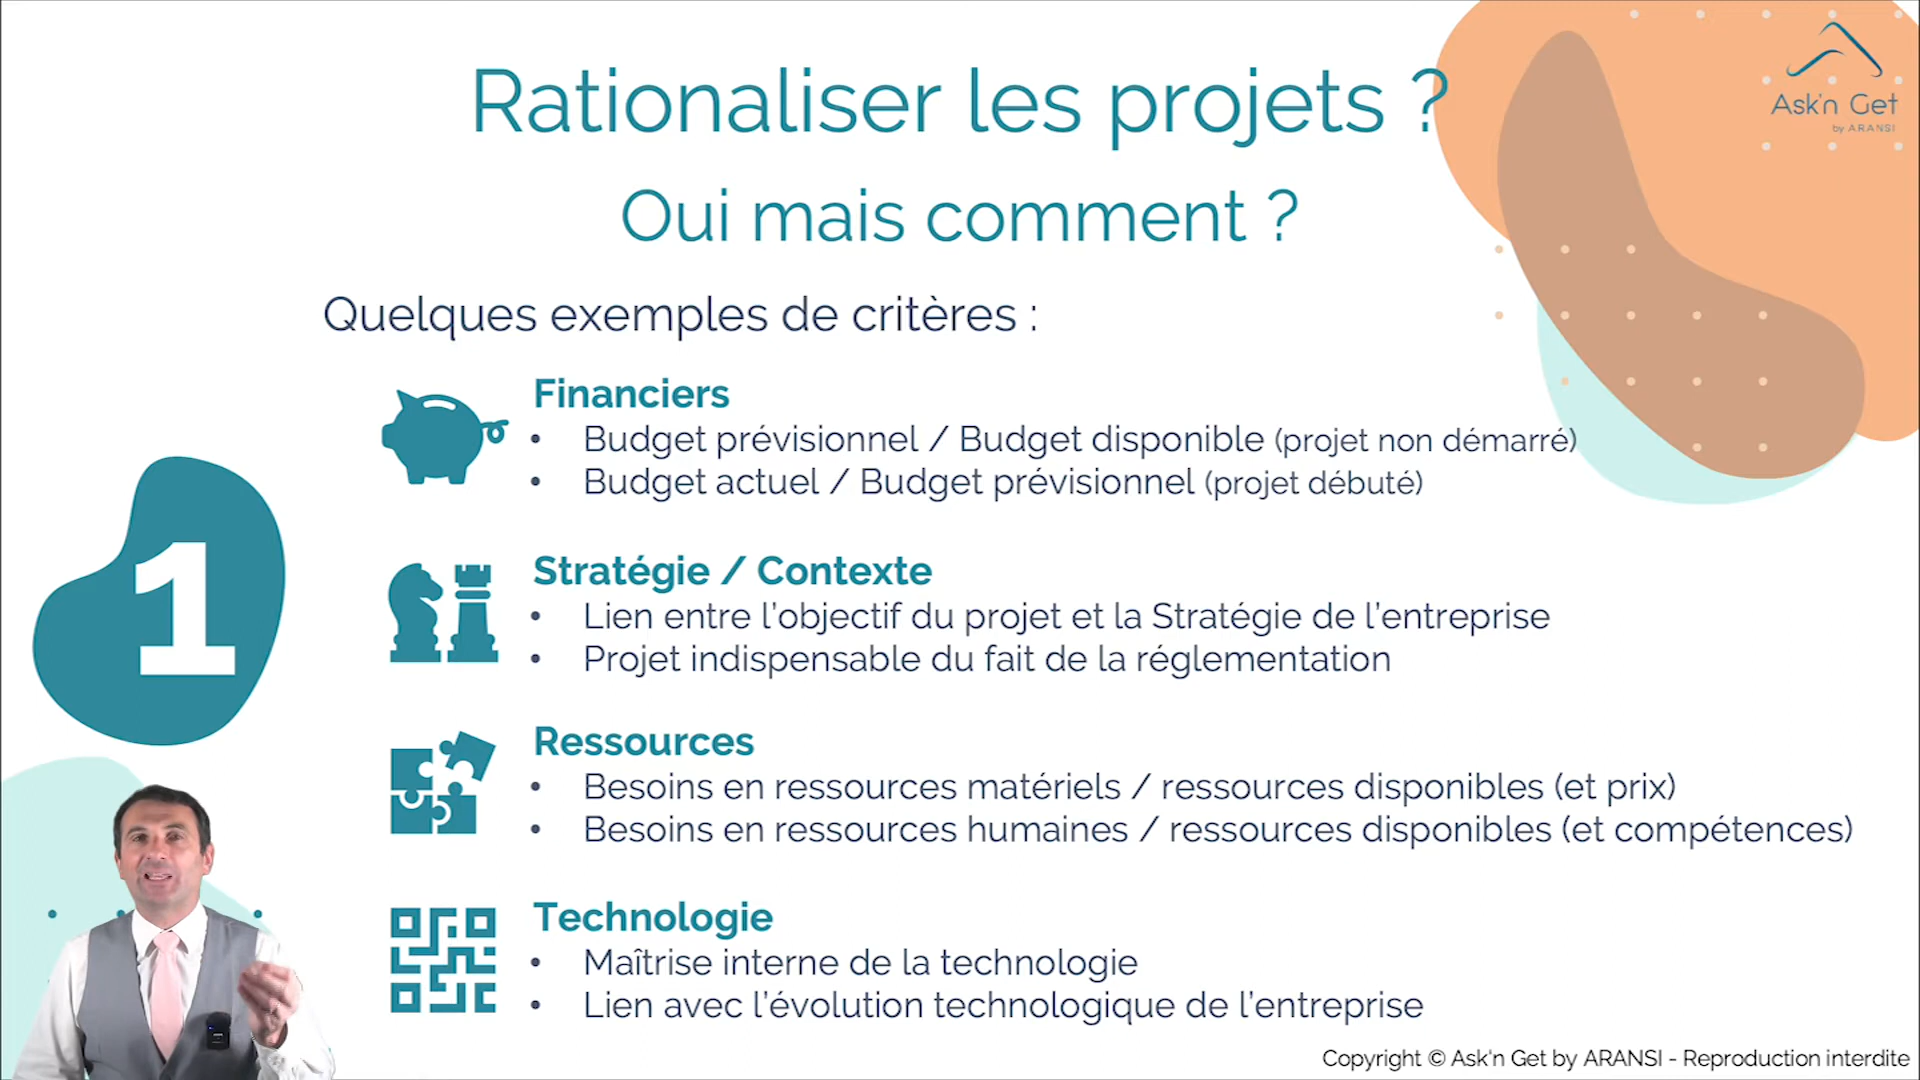 Rationaliser les projets ?
Ask'n Get
by ARANSI
Oui mais comment ?
Quelques exemples de critères :
1
Financiers
• Budget prévisionnel / Budget disponible (projet non démarré)
• Budget actuel / Budget prévisionnel (projet débuté)
Stratégie / Contexte
• Lien entre l'objectif du projet et la Stratégie de l'entreprise
• Projet indispensable du fait de la réglementation
Ressources
• Besoins en ressources matériels / ressources disponibles (et prix)
• Besoins en ressources humaines / ressources disponibles (et compétences)
Technologie
• Maîtrise interne de la technologie
• Lien avec l'évolution technologique de l'entreprise
Copyright © Ask'n Get by ARANSI - Reproduction interdite